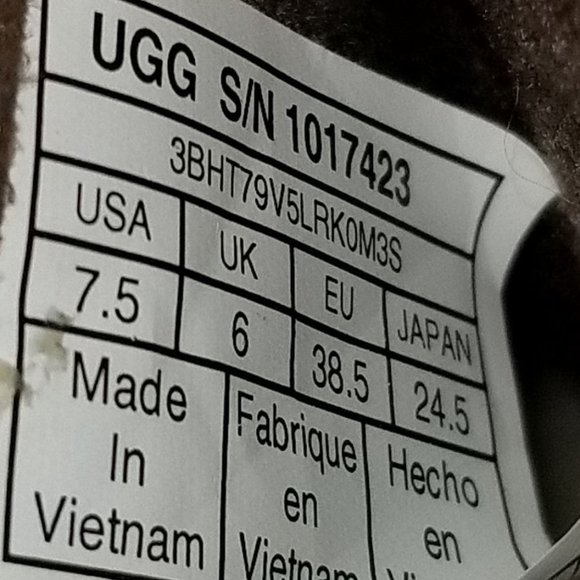 UGG S/N 1017423
3BHT79V5LRK0M3S
USA UK EU JAPAN
7.5 6 38.5 24.5
Made In Vietnam
Fabrique en Vietnam
Hecho en